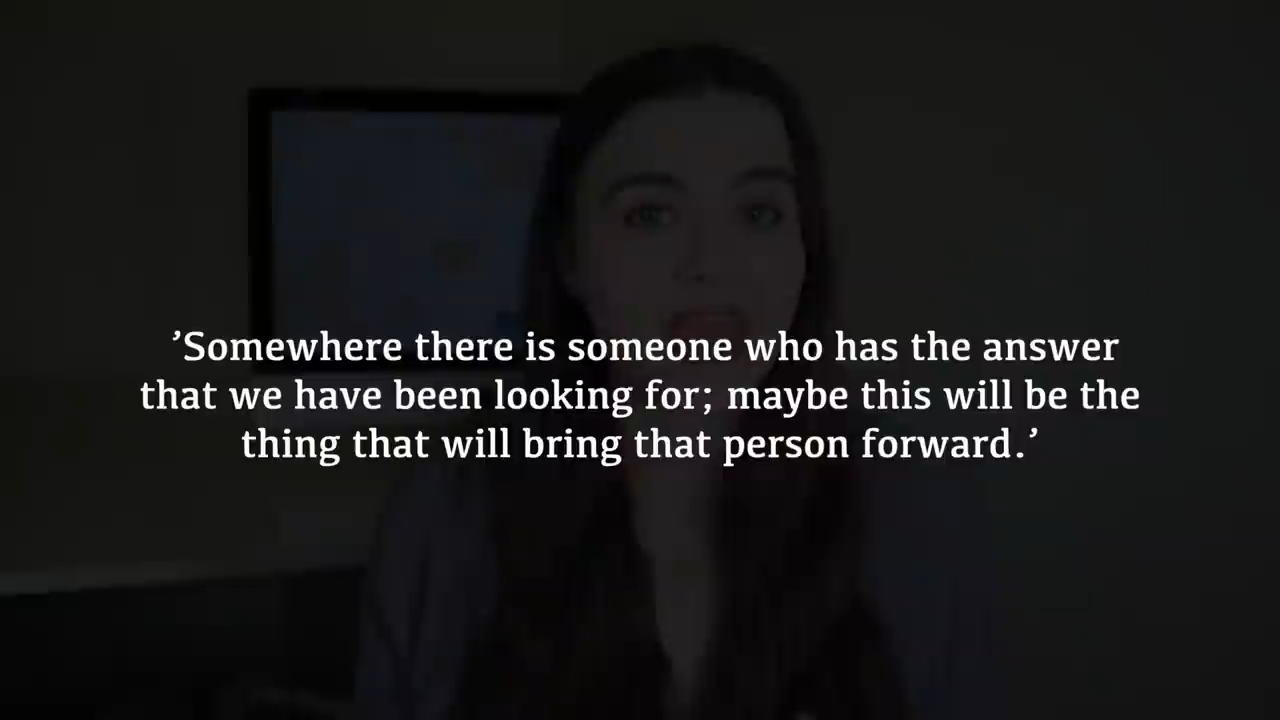 ’Somewhere there is someone who has the answer
that we have been looking for; maybe this will be the
thing that will bring that person forward.’